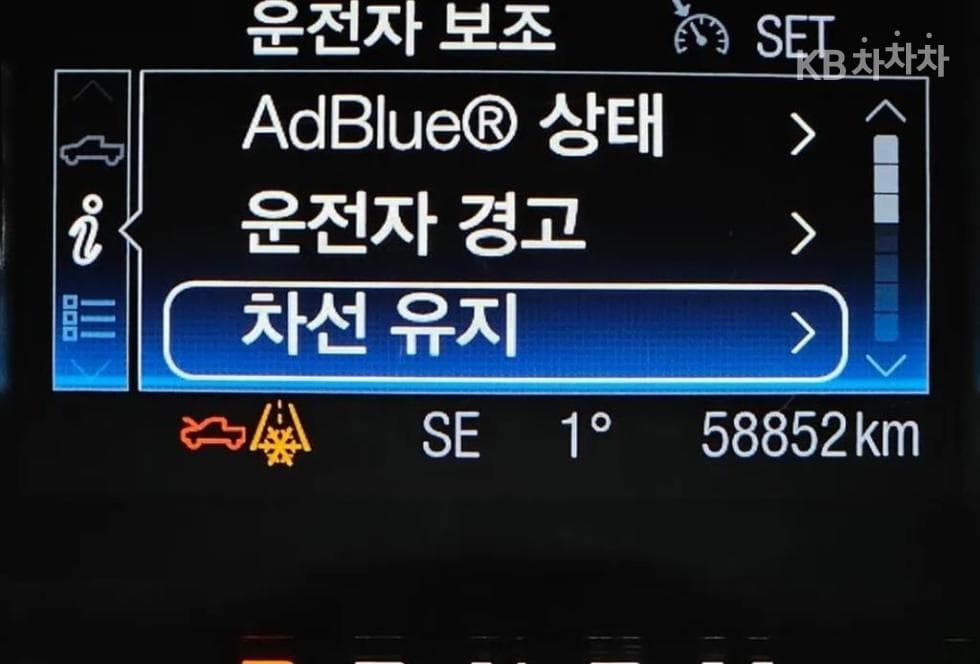 운전자 보조 SET
KB차차차
AdBlue® 상태
운전자 경고
차선 유지
SE 1° 58852km